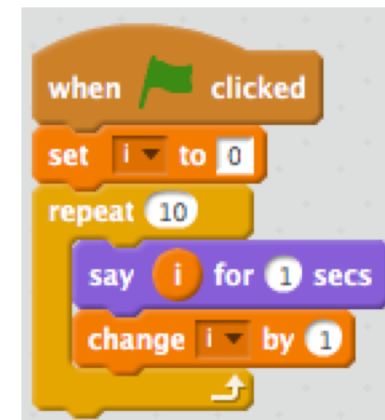 when clicked
set i to 0
repeat 10
say i for 1 secs
change i by 1